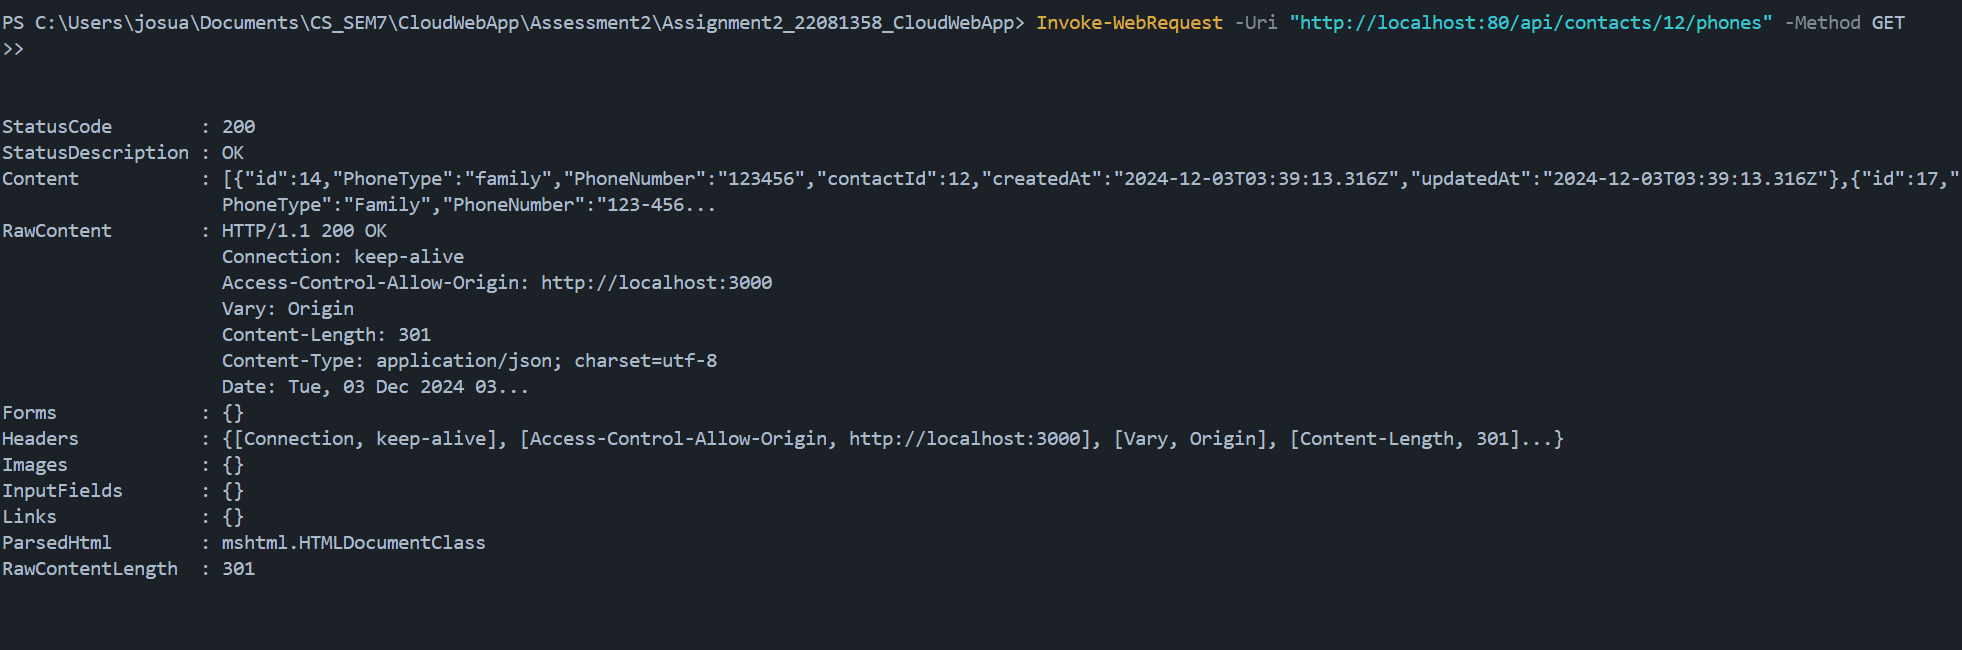 PS C:\Users\josua\Documents\CS_SEM7\CloudWebApp\Assessment2\Assignment2_22081358_CloudWebApp> Invoke-WebRequest -Uri "http://localhost:80/api/contacts/12/phones" -Method GET
>>
StatusCode        : 200
StatusDescription : OK
Content           : [{"id":14,"PhoneType":"family","PhoneNumber":"123456","contactId":12,"createdAt":"2024-12-03T03:39:13.316Z","updatedAt":"2024-12-03T03:39:13.316Z"},{"id":17,"
                    PhoneType":"Family","PhoneNumber":"123-456...
RawContent        : HTTP/1.1 200 OK
                    Connection: keep-alive
                    Access-Control-Allow-Origin: http://localhost:3000
                    Vary: Origin
                    Content-Length: 301
                    Content-Type: application/json; charset=utf-8
                    Date: Tue, 03 Dec 2024 03...
Forms             : {}
Headers           : {[Connection, keep-alive], [Access-Control-Allow-Origin, http://localhost:3000], [Vary, Origin], [Content-Length, 301]...}
Images            : {}
InputFields       : {}
Links             : {}
ParsedHtml        : mshtml.HTMLDocumentClass
RawContentLength  : 301